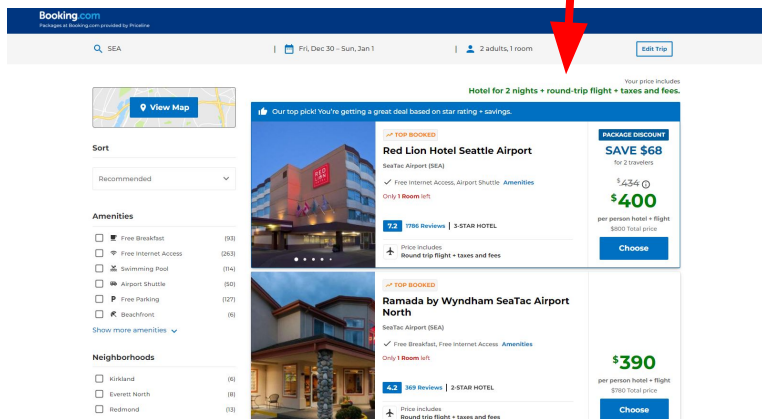 Booking.com
Packages at Booking.com provided by Priceline
SEA
Fri, Dec 30 – Sun, Jan 1
2 adults, 1 room
Edit Trip
Your price includes
Hotel for 2 nights + round-trip flight + taxes and fees.
View Map
Sort
Recommended
Amenities
Free Breakfast (93)
Free Internet Access (263)
Swimming Pool (114)
Airport Shuttle (50)
P Free Parking (127)
Beachfront (6)
Show more amenities
Neighborhoods
Kirkland (6)
Everett North (8)
Redmond (13)
Our top pick! You're getting a great deal based on star rating + savings.
TOP BOOKED
Red Lion Hotel Seattle Airport
SeaTac Airport (SEA)
Free Internet Access, Airport Shuttle Amenities
Only 1 Room left
7.2 1786 Reviews | 3-STAR HOTEL
Price includes
Round trip flight + taxes and fees
PACKAGE DISCOUNT
SAVE $68
for 2 travelers
$434
$400
per person hotel + flight
$800 Total price
Choose
RED
LION
TOP BOOKED
Ramada by Wyndham SeaTac Airport
North
SeaTac Airport (SEA)
Free Breakfast, Free Internet Access Amenities
Only 1 Room left
4.2 369 Reviews | 2-STAR HOTEL
Price includes
Round trip flight + taxes and fees
$390
per person hotel + flight
$780 Total price
Choose